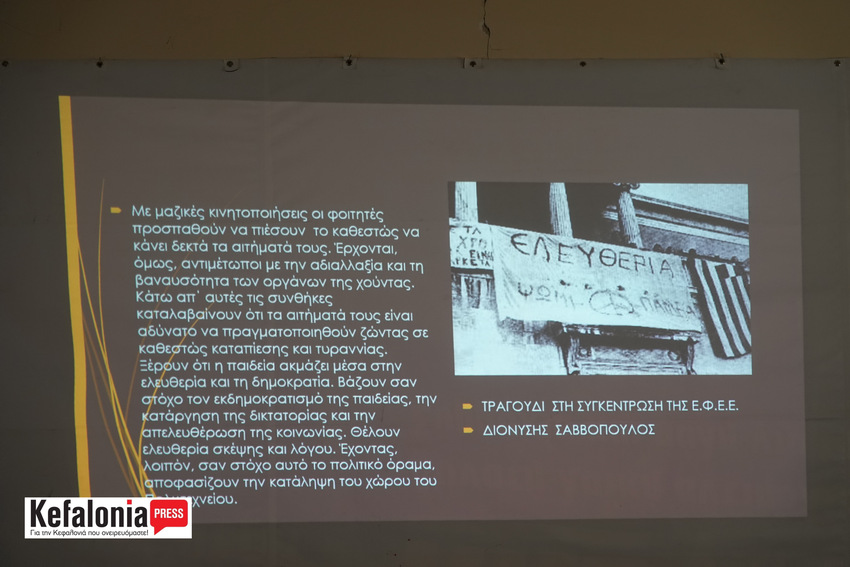 Με μαζικές κινητοποιήσεις οι φοιτητές
προσπαθούν να πιέσουν το καθεστώς να
κάνει δεκτά τα αιτήματά τους. Έρχονται,
όμως, αντιμέτωποι με την αδιαλλαξία και τη
βαναυσότητα των οργάνων της χούντας.
Κάτω απ΄ αυτές τις συνθήκες
καταλαβαίνουν ότι τα αιτήματά τους είναι
αδύνατο να πραγματοποιηθούν ζώντας σε
καθεστώς καταπίεσης και τυραννίας.
Ξέρουν ότι η παιδεία ακμάζει μέσα στην
ελευθερία και τη δημοκρατία. Βάζουν σαν
στόχο τον εκδημοκρατισμό της παιδείας, την
κατάργηση της δικτατορίας και την
απελευθέρωση της κοινωνίας. Θέλουν
ελευθερία σκέψης και λόγου. Έχοντας,
λοιπόν, σαν στόχο αυτό το πολιτικό όραμα,
αποφασίζουν την κατάληψη του χώρου του
Πολυτεχνείου.
ΕΛΕΥΘΕΡΙΑ
ΨΩΜΙ
ΤΡΑΓΟΥΔΙ ΣΤΗ ΣΥΓΚΕΝΤΡΩΣΗ ΤΗΣ Ε.Φ.Ε.Ε.
ΔΙΟΝΥΣΗΣ ΣΑΒΒΟΠΟΥΛΟΣ
Kefalonia PRESS
Για την Κεφαλονιά που ονειρευόμαστε!